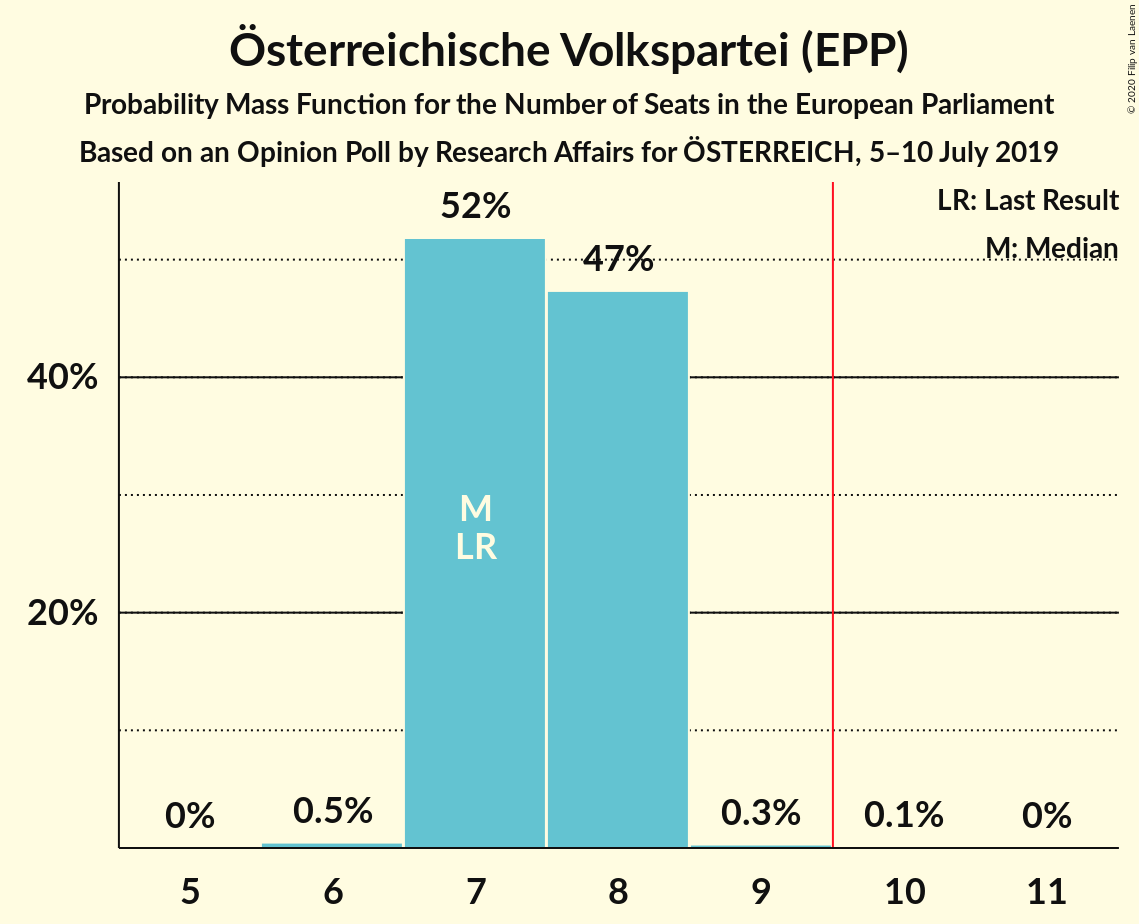 Österreichische Volkspartei (EPP)
Probability Mass Function for the Number of Seats in the European Parliament
Based on an Opinion Poll by Research Affairs for ÖSTERREICH, 5–10 July 2019
© 2020 Filip van Laenen
LR: Last Result
M: Median
52%
47%
40%
20%
M
LR
0%
0.5%
0.3%
0.1%
0%
5 6 7 8 9 10 11